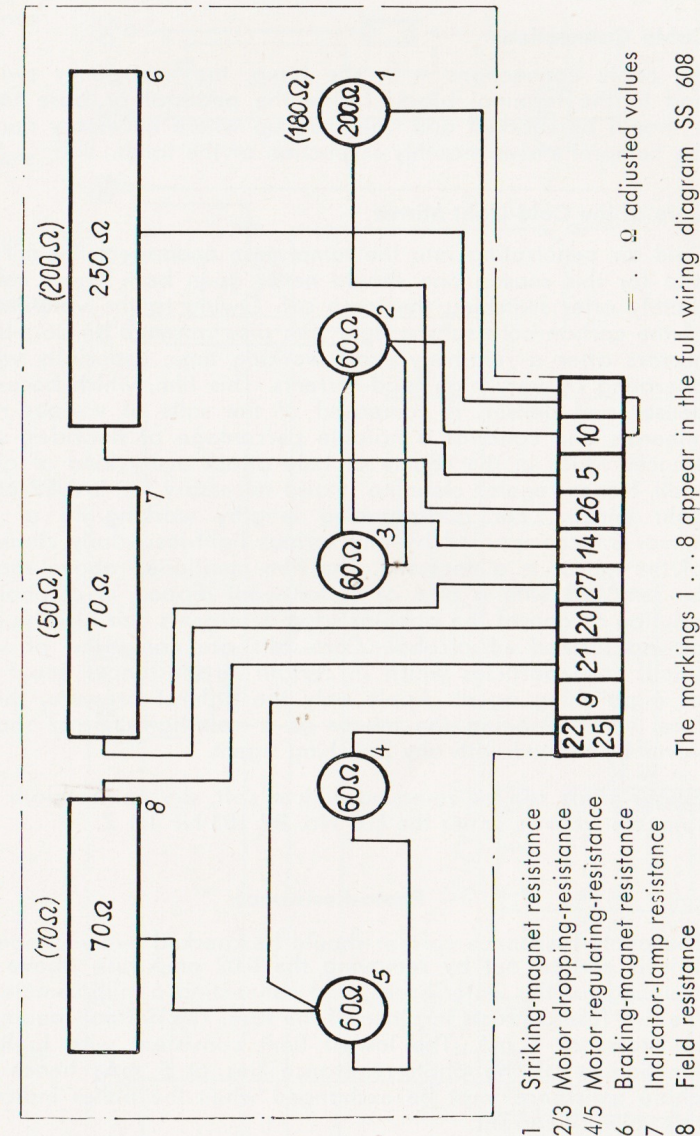 (70Ω)
(50Ω)
(200Ω)
70Ω
70Ω
250Ω
8
7
6
(180Ω)
60Ω
60Ω
60Ω
60Ω
200Ω
5
4
3
2
1
22
25
9
21
20
27
14
26
5
10
1 Striking-magnet resistance
2/3 Motor dropping-resistance
4/5 Motor regulating-resistance
6 Braking-magnet resistance
7 Indicator-lamp resistance
8 Field resistance
= . Ω adjusted values
The markings 1 . . . 8 appear in the full wiring diagram SS 608